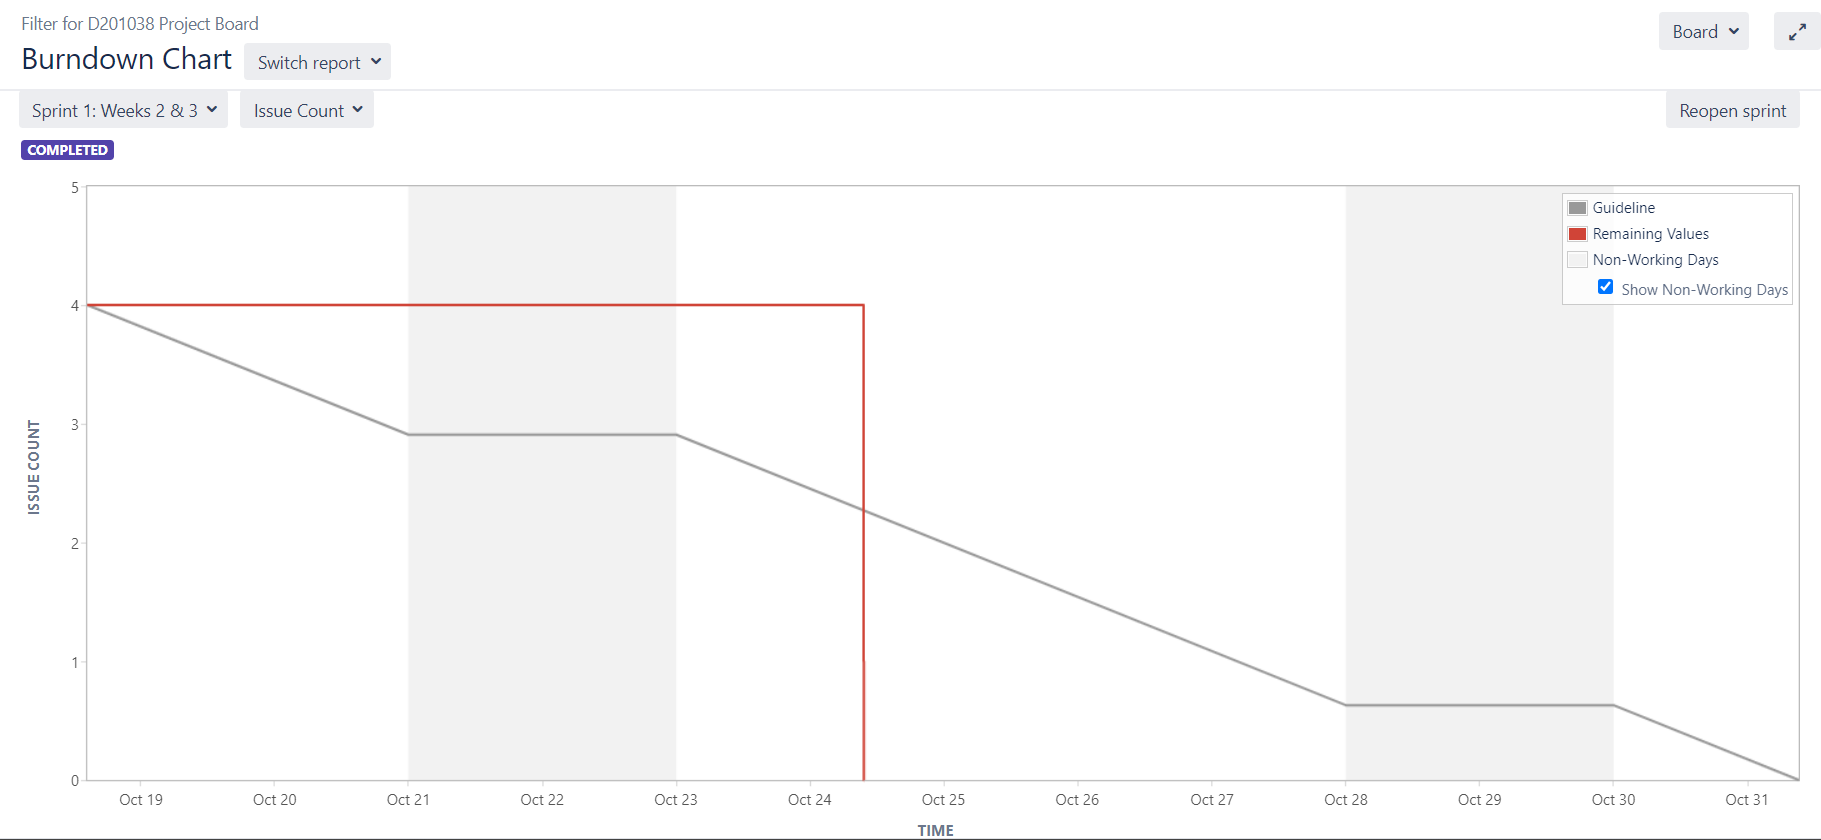 Filter for D201038 Project Board
Burndown Chart
Switch report
Board
Sprint 1: Weeks 2 & 3
Issue Count
Reopen sprint
COMPLETED
5
4
3
2
1
0
ISSUE COUNT
Guideline
Remaining Values
Non-Working Days
Show Non-Working Days
Oct 19 Oct 20 Oct 21 Oct 22 Oct 23 Oct 24 Oct 25 Oct 26 Oct 27 Oct 28 Oct 29 Oct 30 Oct 31
TIME